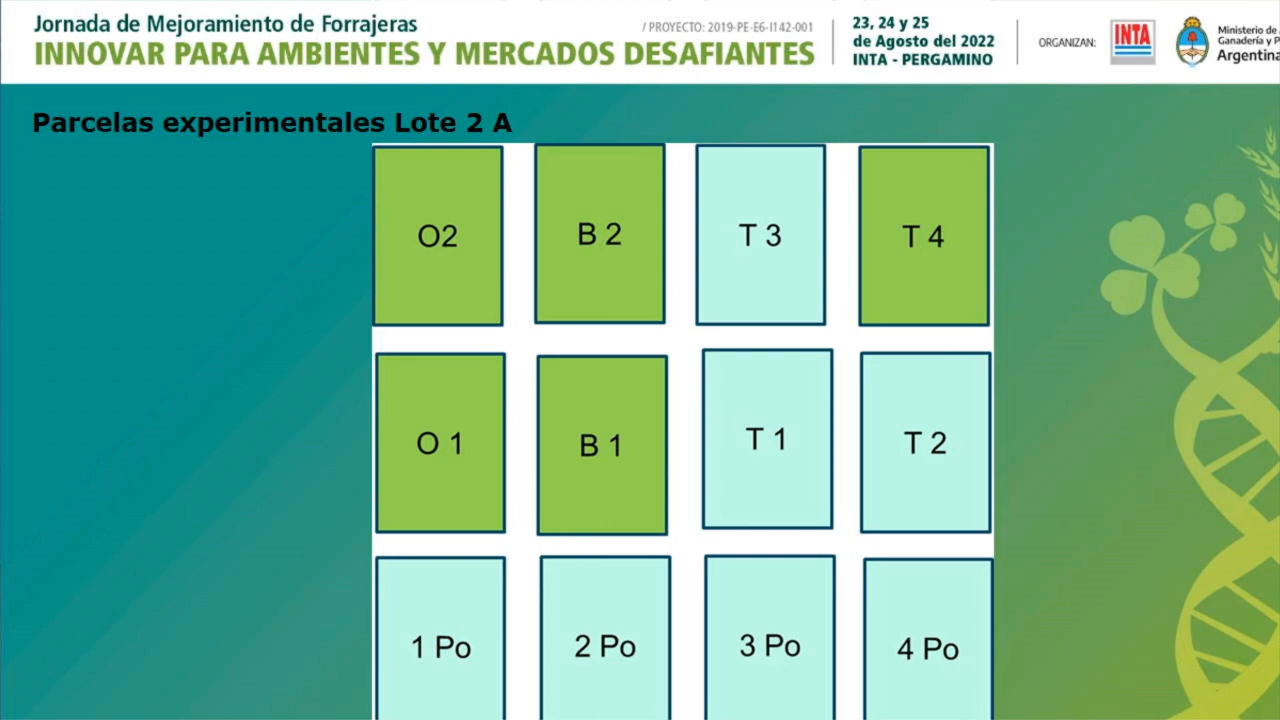 Jornada de Mejoramiento de Forrajeras
INNOVAR PARA AMBIENTES Y MERCADOS DESAFIANTES
/ PROYECTO: 2019-PE-E6-I142-001
23, 24 y 25
de Agosto del 2022
INTA - PERGAMINO
ORGANIZAN:
INTA
Ministerio de
Ganadería y P
Argentina
Parcelas experimentales Lote 2 A
O2 B 2 T 3 T 4
O 1 B 1 T 1 T 2
1 Po 2 Po 3 Po 4 Po